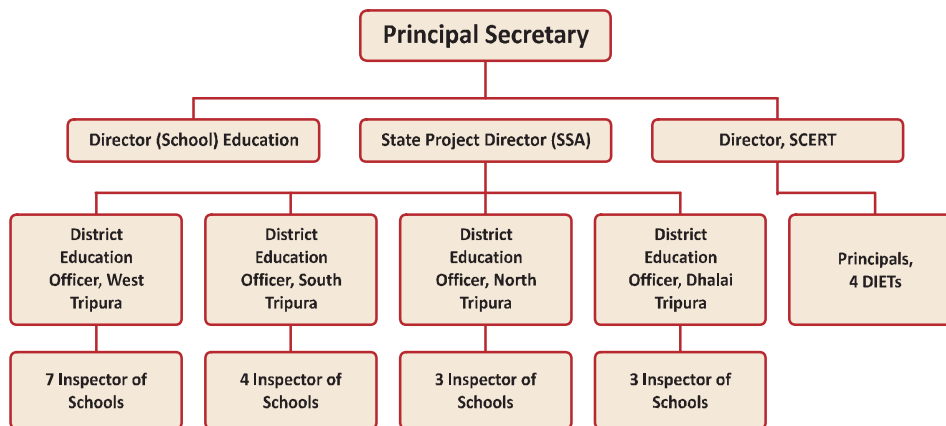 Principal Secretary
Director (School) Education
State Project Director (SSA)
Director, SCERT
District
Education
Officer, West
Tripura
District
Education
Officer, South
Tripura
District
Education
Officer, North
Tripura
District
Education
Officer, Dhalai
Tripura
Principals,
4 DIETs
7 Inspector of
Schools
4 Inspector of
Schools
3 Inspector of
Schools
3 Inspector of
Schools